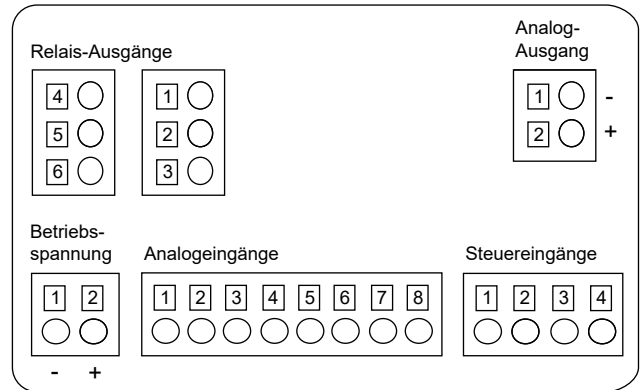 Relais-Ausgänge
4
1
5
2
6
3
Analog-
Ausgang
1 -
2 +
Betriebs-
spannung
1 2
- +
Analogeingänge
1 2 3 4 5 6 7 8
Steuereingänge
1 2 3 4